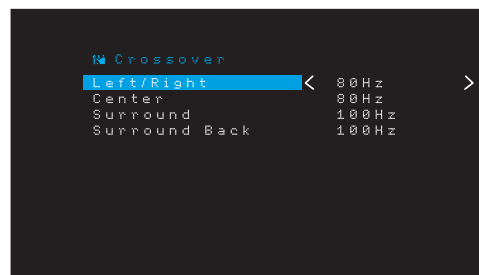 Crossover
Left/Right < 80Hz >
Center 80Hz
Surround 100Hz
Surround Back 100Hz